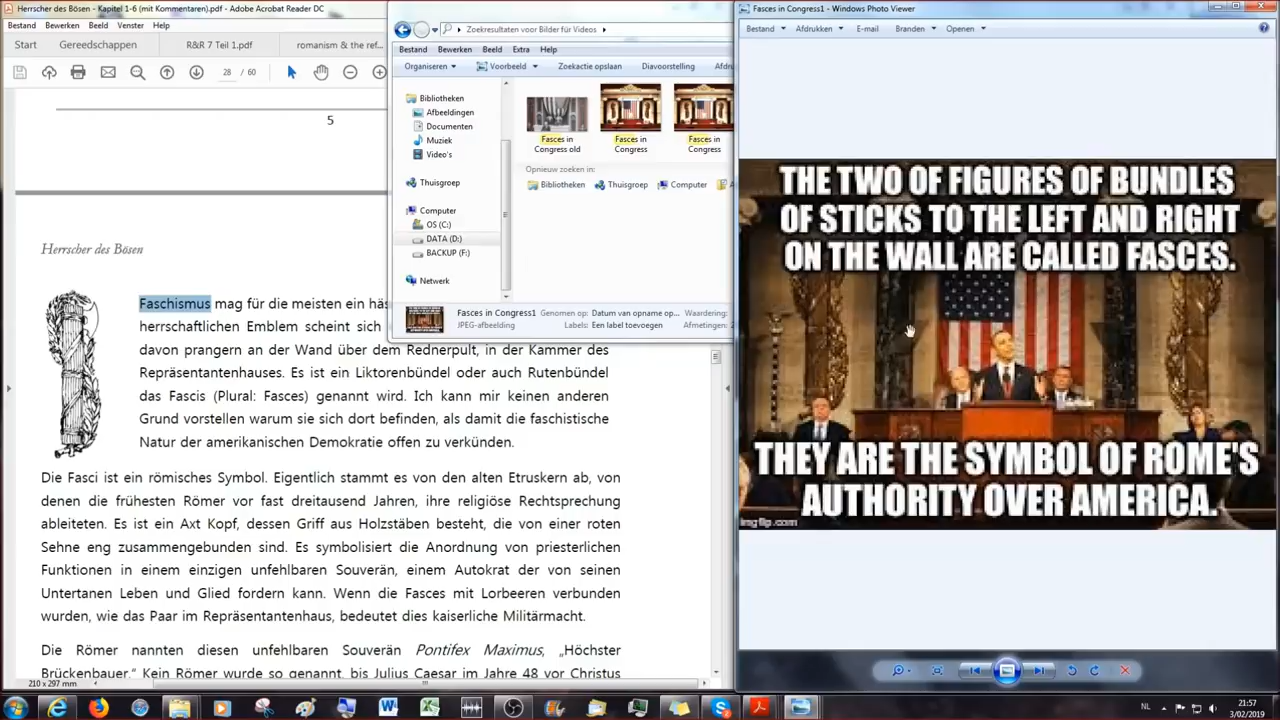 Herrscher des Bösen - Kapitel 1-6 (mit Kommentaren).pdf - Adobe Acrobat Reader DC
Bestand Bewerken Beeld Venster Help
Start Gereedschappen R&R 7 Teil 1.pdf romanism & the ref...
28 / 60
5
Herrscher des Bösen
Faschismus mag für die meisten ein häs
herrschaftlichen Emblem scheint sich
davon prangern an der Wand über dem Rednerpult, in der Kammer des
Repräsentantenhauses. Es ist ein Liktorenbündel oder auch Rutenbündel
das Fascis (Plural: Fasces) genannt wird. Ich kann mir keinen anderen
Grund vorstellen warum sie sich dort befinden, als damit die faschistische
Natur der amerikanischen Demokratie offen zu verkünden.
Die Fasci ist ein römisches Symbol. Eigentlich stammt es von den alten Etruskern ab, von
denen die frühesten Römer vor fast dreitausend Jahren, ihre religiöse Rechtsprechung
ableiteten. Es ist ein Axt Kopf, dessen Griff aus Holzstäben besteht, die von einer roten
Sehne eng zusammengebunden sind. Es symbolisiert die Anordnung von priesterlichen
Funktionen in einem einzigen unfehlbaren Souverän, einem Autokrat der von seinen
Untertanen Leben und Glied fordern kann. Wenn die Fasces mit Lorbeeren verbunden
wurden, wie das Paar im Repräsentantenhaus, bedeutet dies kaiserliche Militärmacht.
Die Römer nannten diesen unfehlbaren Souverän Pontifex Maximus, „Höchster
Brückenbauer.“ Kein Römer wurde so genannt, bis Julius Caesar im Jahre 48 vor Christus
210 x 297 mm
Zoekresultaten voor Bilder für Videos
Bestand Bewerken Beeld Extra Help
Organiseren Voorbeeld Zoekactie opslaan Diavoorstelling Afdru
Bibliotheken
Afbeeldingen
Documenten
Muziek
Video's
Thuisgroep
Computer
OS (C:)
DATA (D:)
BACKUP (F:)
Netwerk
Fasces in Congress old
Fasces in Congress
Fasces in Congress
Opnieuw zoeken in:
Bibliotheken Thuisgroep Computer
Fasces in Congress1 Genomen op: Datum van opname op... Waardering:
JPEG-afbeelding Labels: Een label toevoegen Afmetingen: 2
Fasces in Congress1 - Windows Photo Viewer
Bestand Afdrukken E-mail Branden Openen
THE TWO OF FIGURES OF BUNDLES
OF STICKS TO THE LEFT AND RIGHT
ON THE WALL ARE CALLED FASCES.
THEY ARE THE SYMBOL OF ROME'S
AUTHORITY OVER AMERICA.
imgflip.com
NL
21:57
3/02/2019